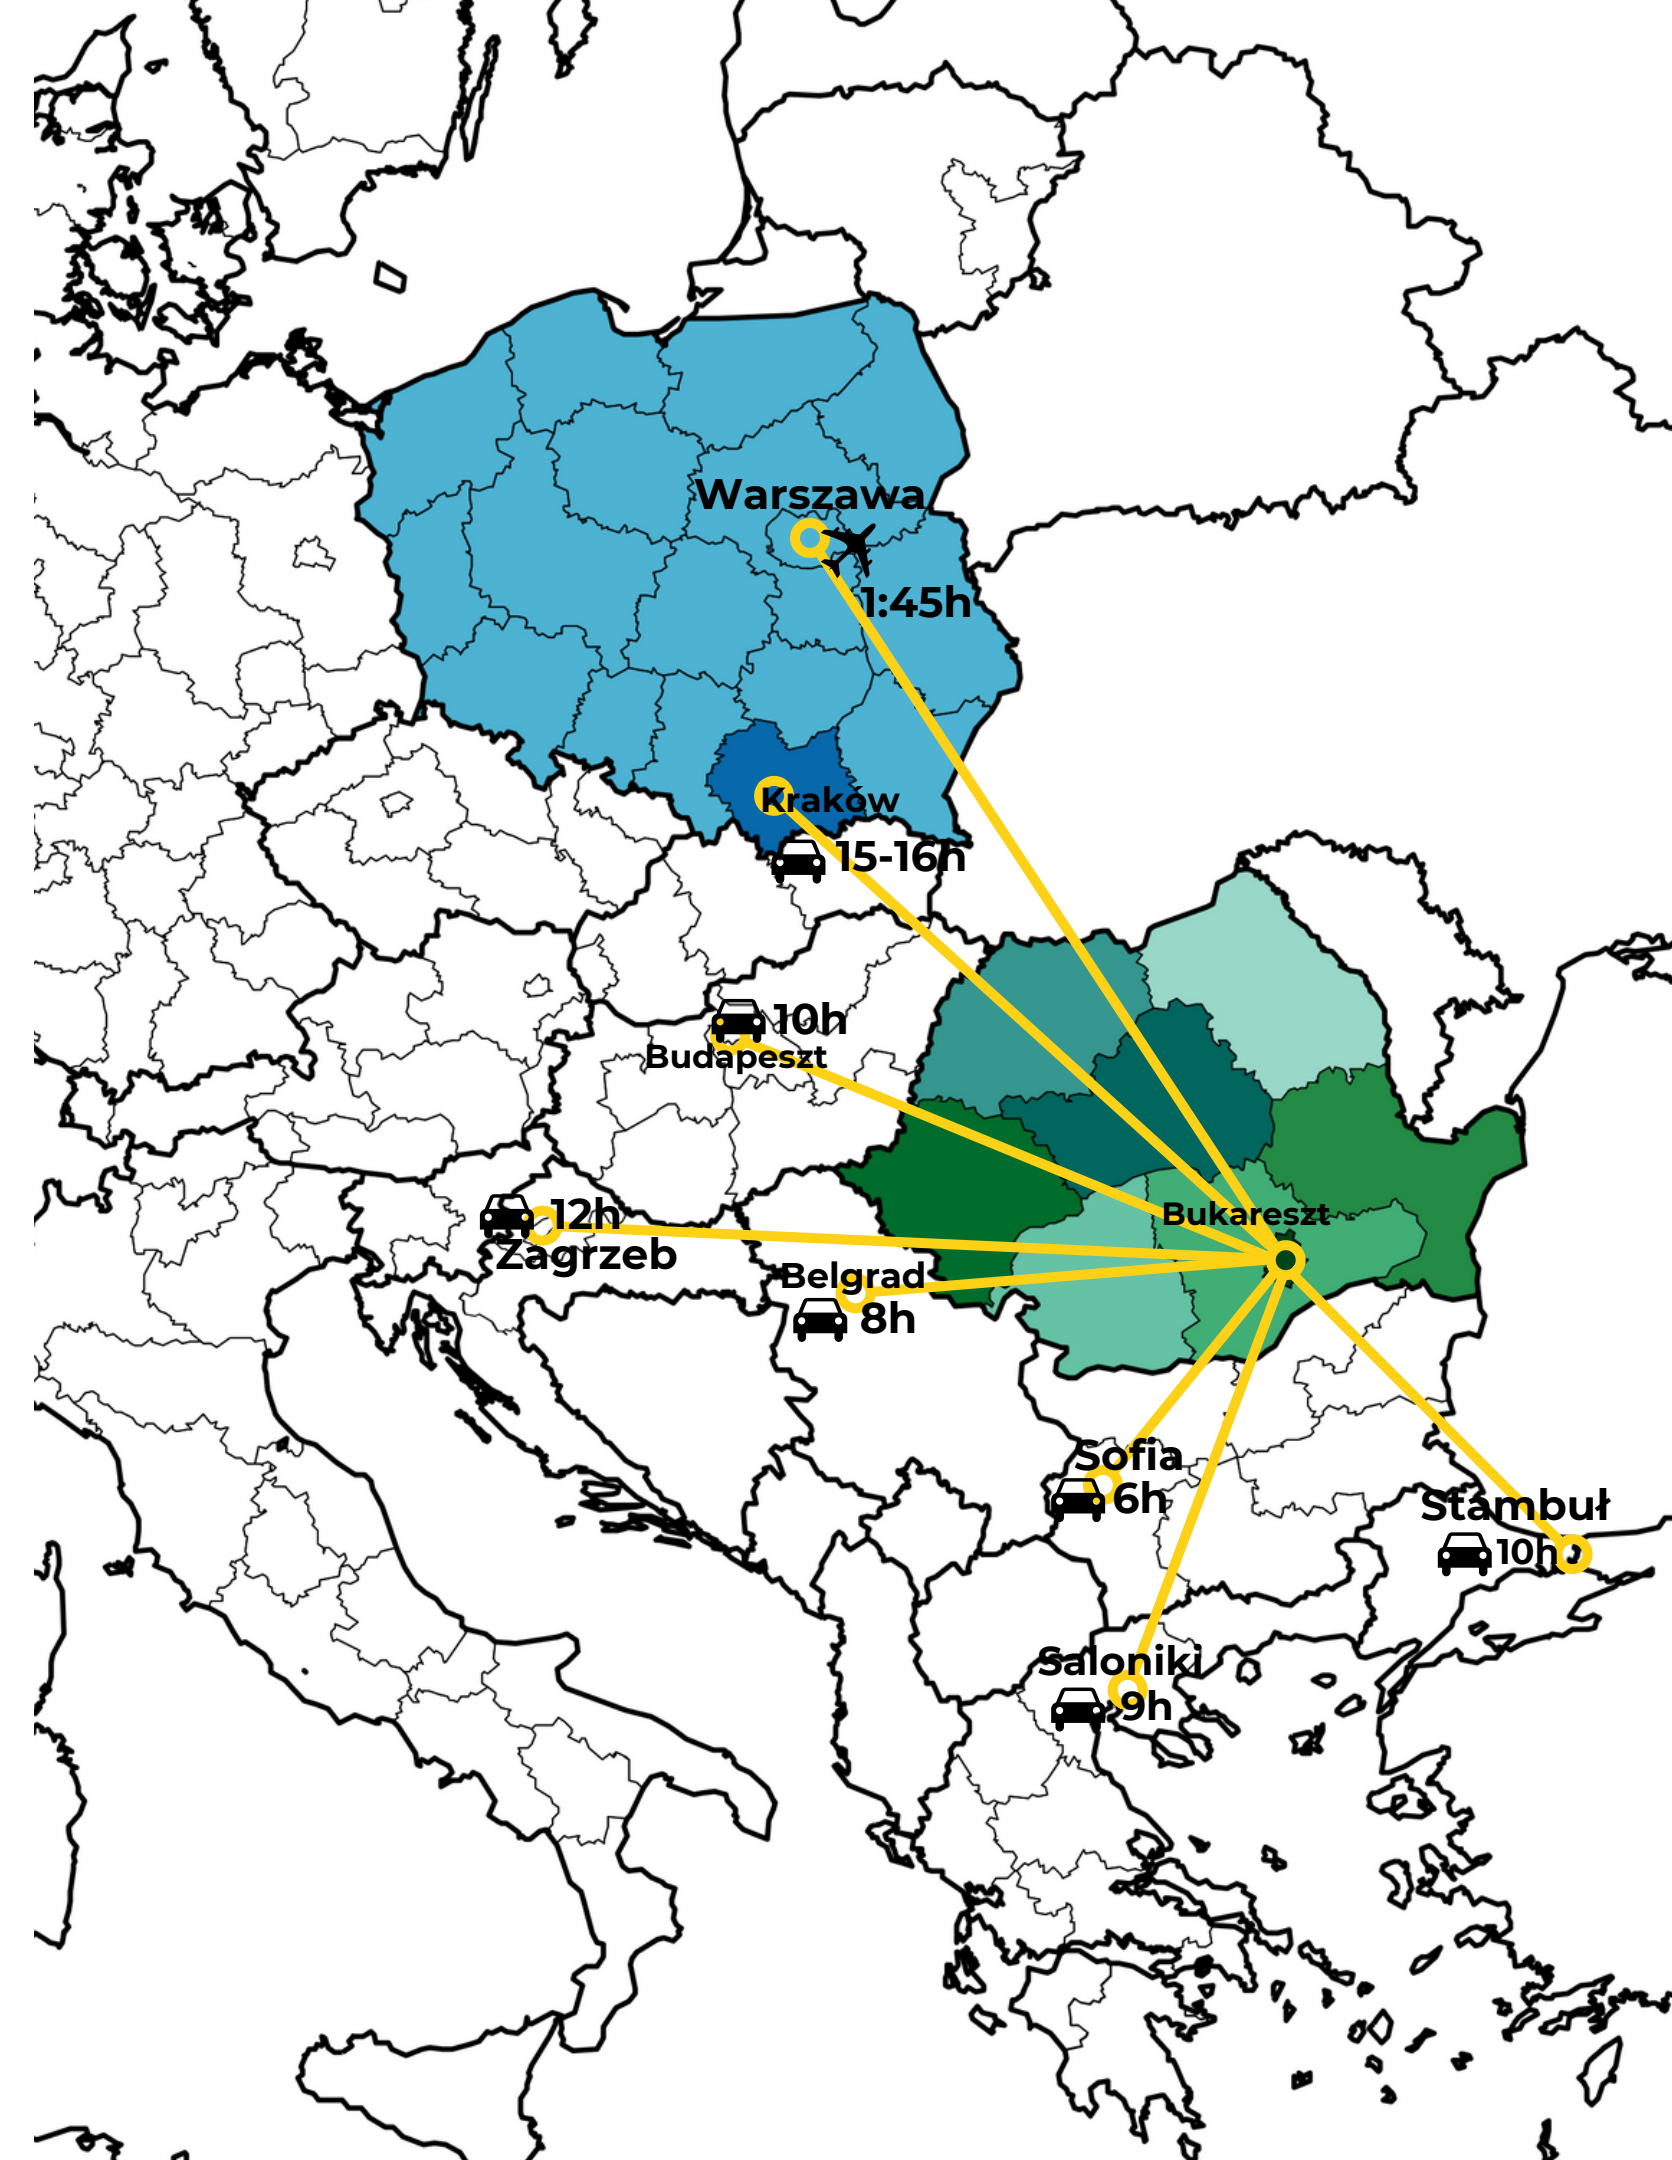 Warszawa
1:45h
Kraków
15-16h
10h
Budapeszt
Bukareszt
12h
Zagrzeb
Belgrad
8h
Sofia
6h
Stambuł
10h
Saloniki
9h